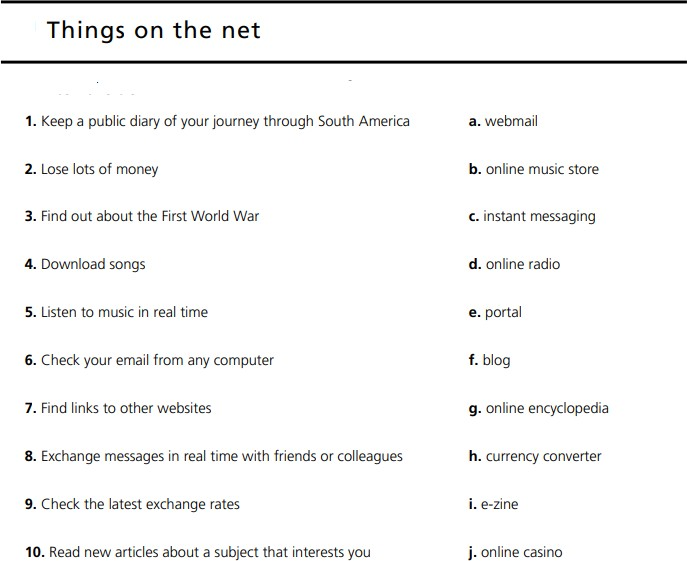 Things on the net
1. Keep a public diary of your journey through South America a. webmail
2. Lose lots of money b. online music store
3. Find out about the First World War c. instant messaging
4. Download songs d. online radio
5. Listen to music in real time e. portal
6. Check your email from any computer f. blog
7. Find links to other websites g. online encyclopedia
8. Exchange messages in real time with friends or colleagues h. currency converter
9. Check the latest exchange rates i. e-zine
10. Read new articles about a subject that interests you j. online casino